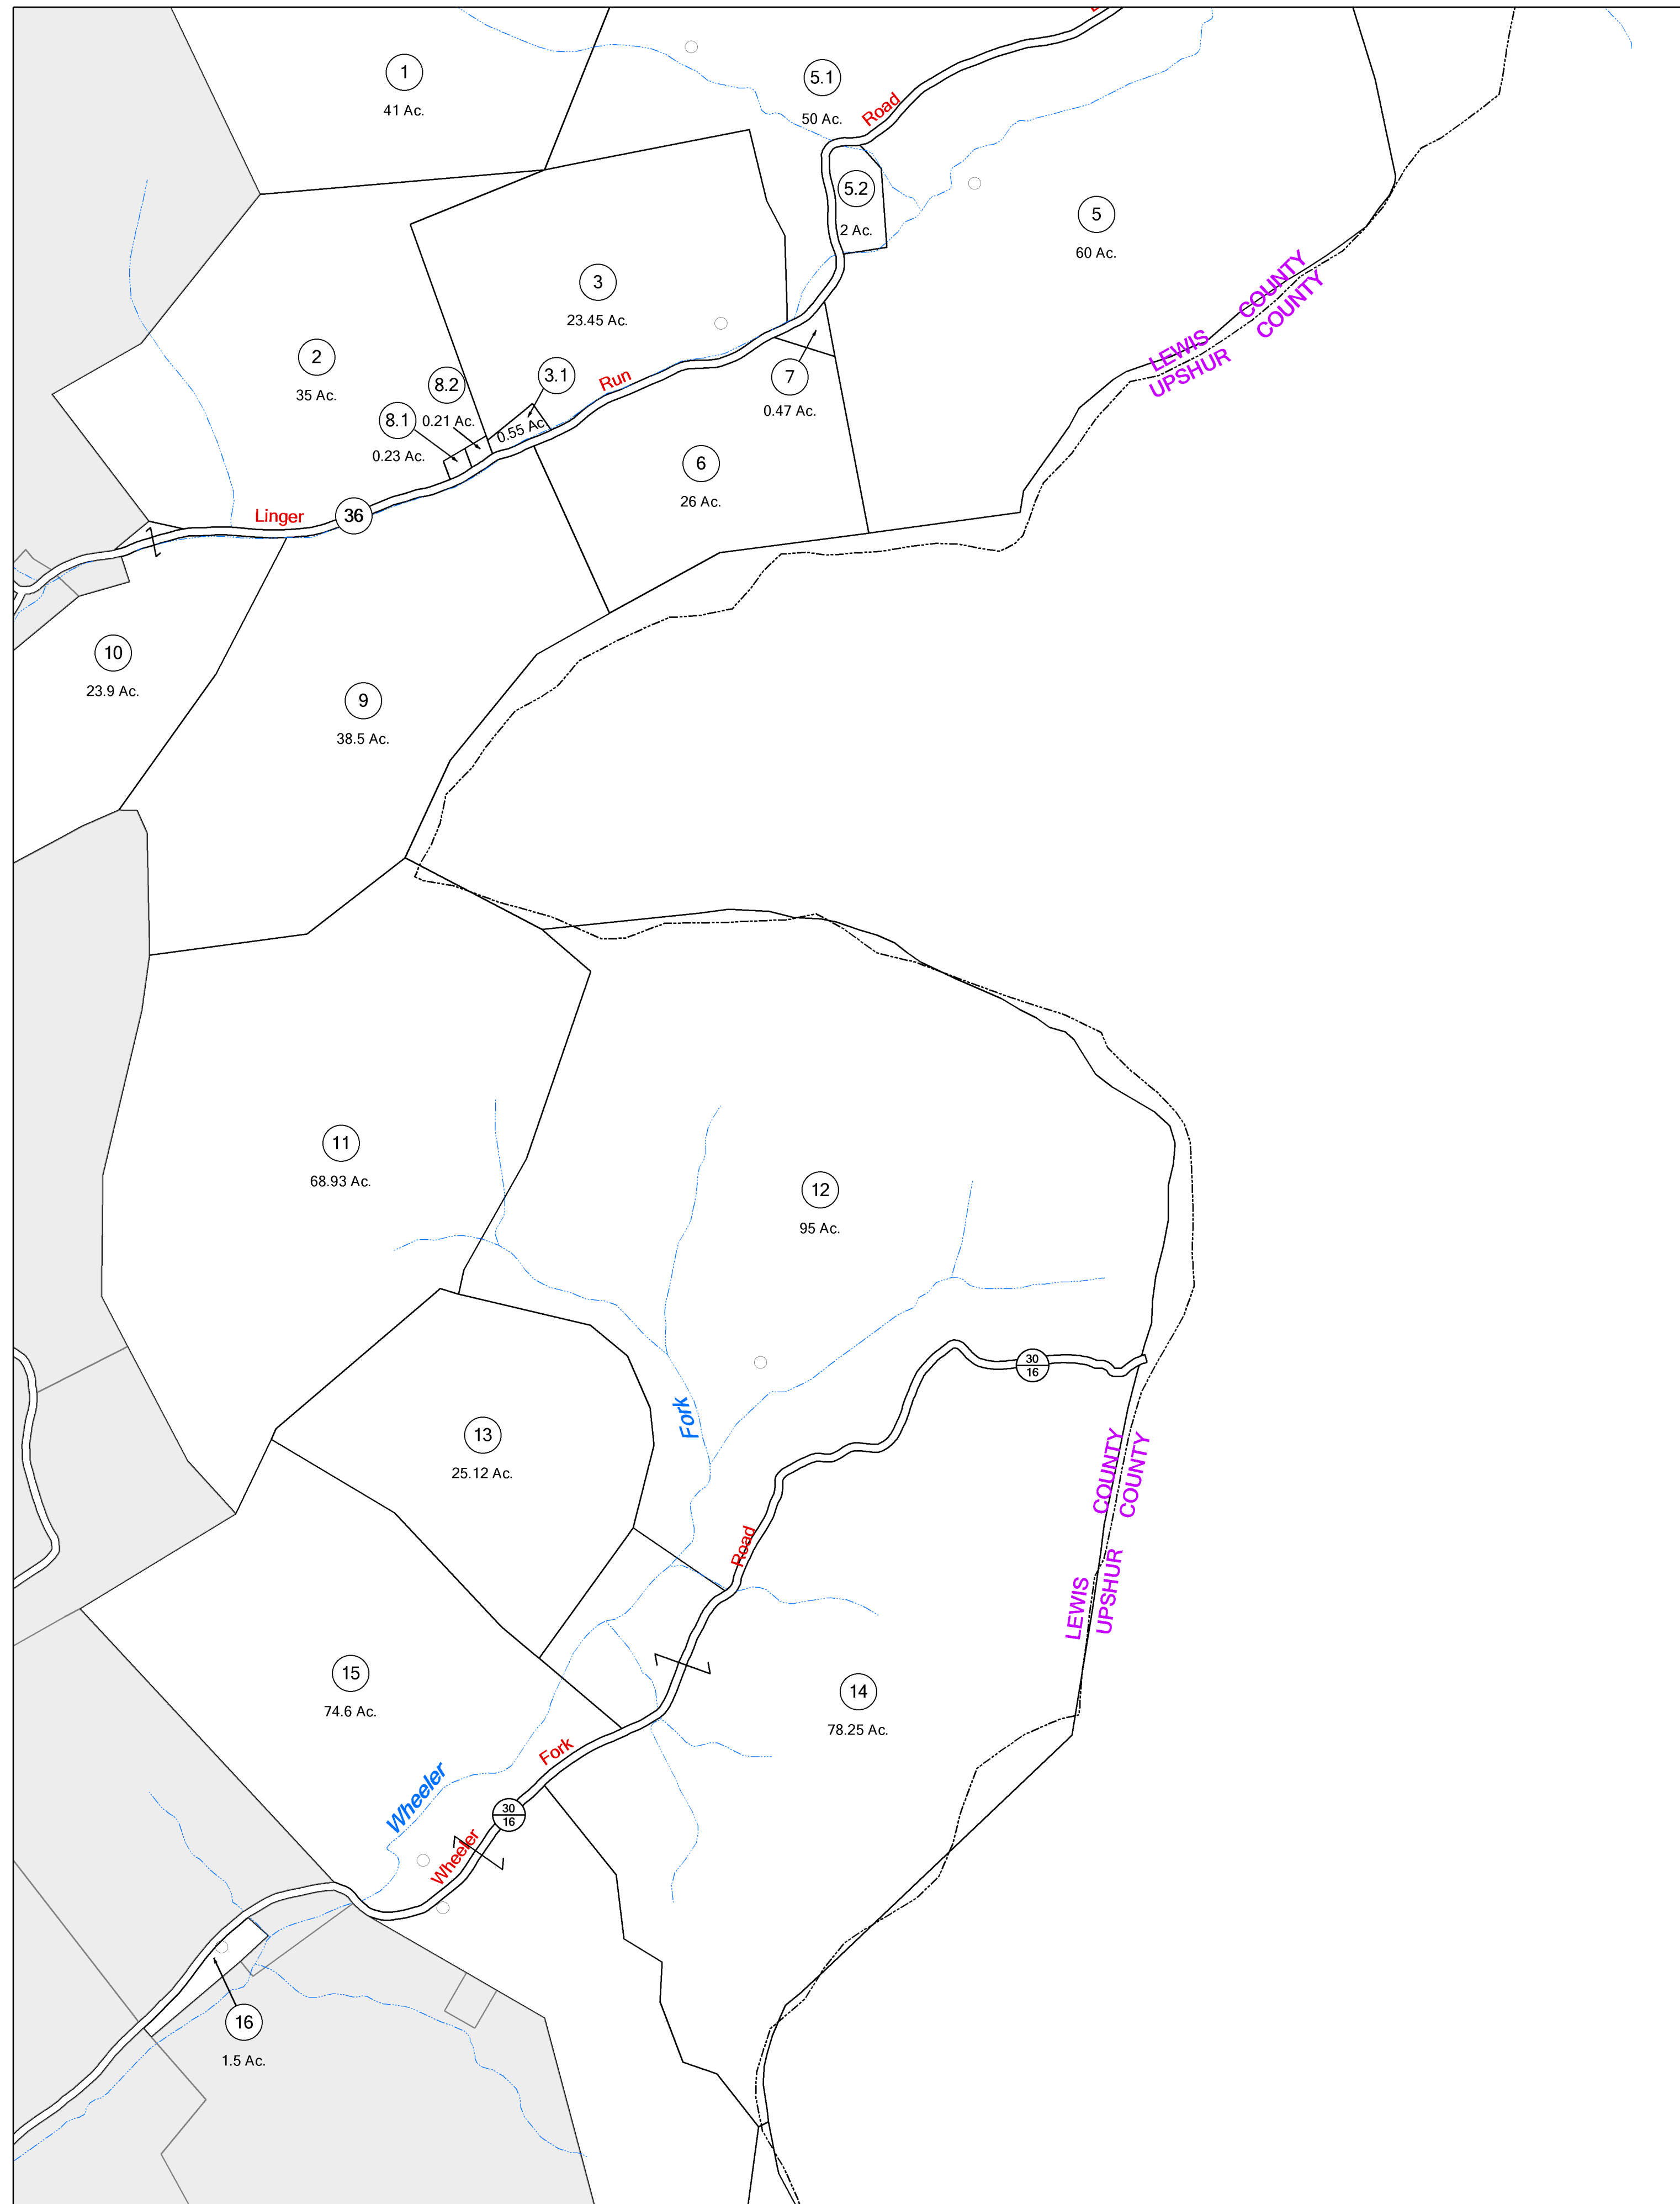 1
41 Ac.
5.1
50 Ac.
Road
5.2
2 Ac.
5
60 Ac.
3
23.45 Ac.
COUNTY
COUNTY
LEWIS
UPSHUR
2
35 Ac.
8.2
0.21 Ac.
3.1
0.55 Ac
Run
7
0.47 Ac.
8.1
0.23 Ac.
6
26 Ac.
Linger
36
10
23.9 Ac.
9
38.5 Ac.
11
68.93 Ac.
12
95 Ac.
30
16
Fork
13
25.12 Ac.
COUNTY
COUNTY
Road
LEWIS
UPSHUR
15
74.6 Ac.
14
78.25 Ac.
Fork
Wheeler
30
16
Wheeler
16
1.5 Ac.